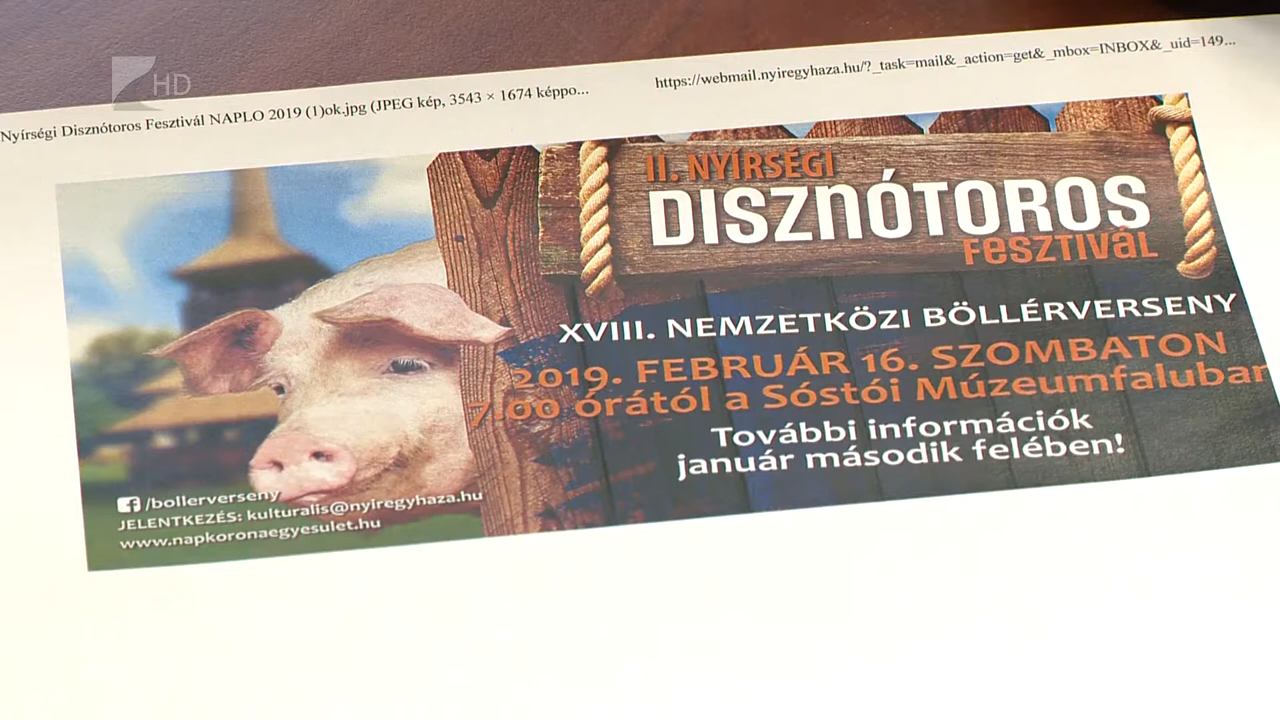 HD
Nyírségi Disznótoros Fesztivál NAPLO 2019 (1)ok.jpg (JPEG kép, 3543 × 1674 képpo...
https://webmail.nyiregyhaza.hu/?_task=mail&_action=get&_mbox=INBOX&_uid=149...
II. NYÍRSÉGI
DISZNÓTOROS
FESZTIVÁL
XVIII. NEMZETKÖZI BÖLLÉRVERSENY
2019. FEBRUÁR 16. SZOMBATON
7.00 órától a Sóstói Múzeumfaluban
További információk
január második felében!
/bollerverseny
JELENTKEZÉS: kulturalis@nyiregyhaza.hu
www.napkoronaegyesulet.hu